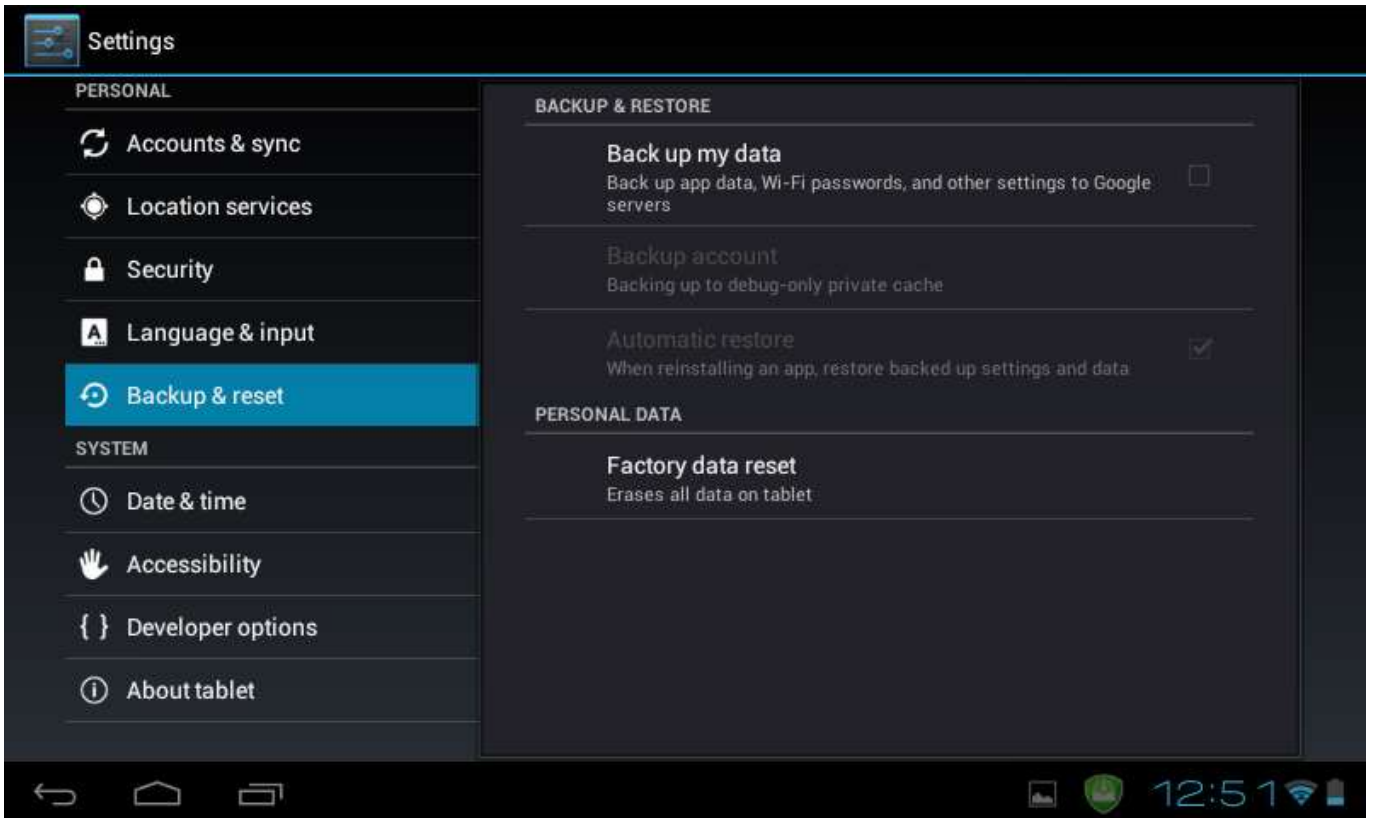 Settings
PERSONAL
Accounts & sync
Location services
Security
Language & input
Backup & reset
SYSTEM
Date & time
Accessibility
{ } Developer options
About tablet
BACKUP & RESTORE
Back up my data
Back up app data, Wi-Fi passwords, and other settings to Google
servers
Backup account
Backing up to debug-only private cache
Automatic restore
When reinstalling an app, restore backed up settings and data
PERSONAL DATA
Factory data reset
Erases all data on tablet
12:51